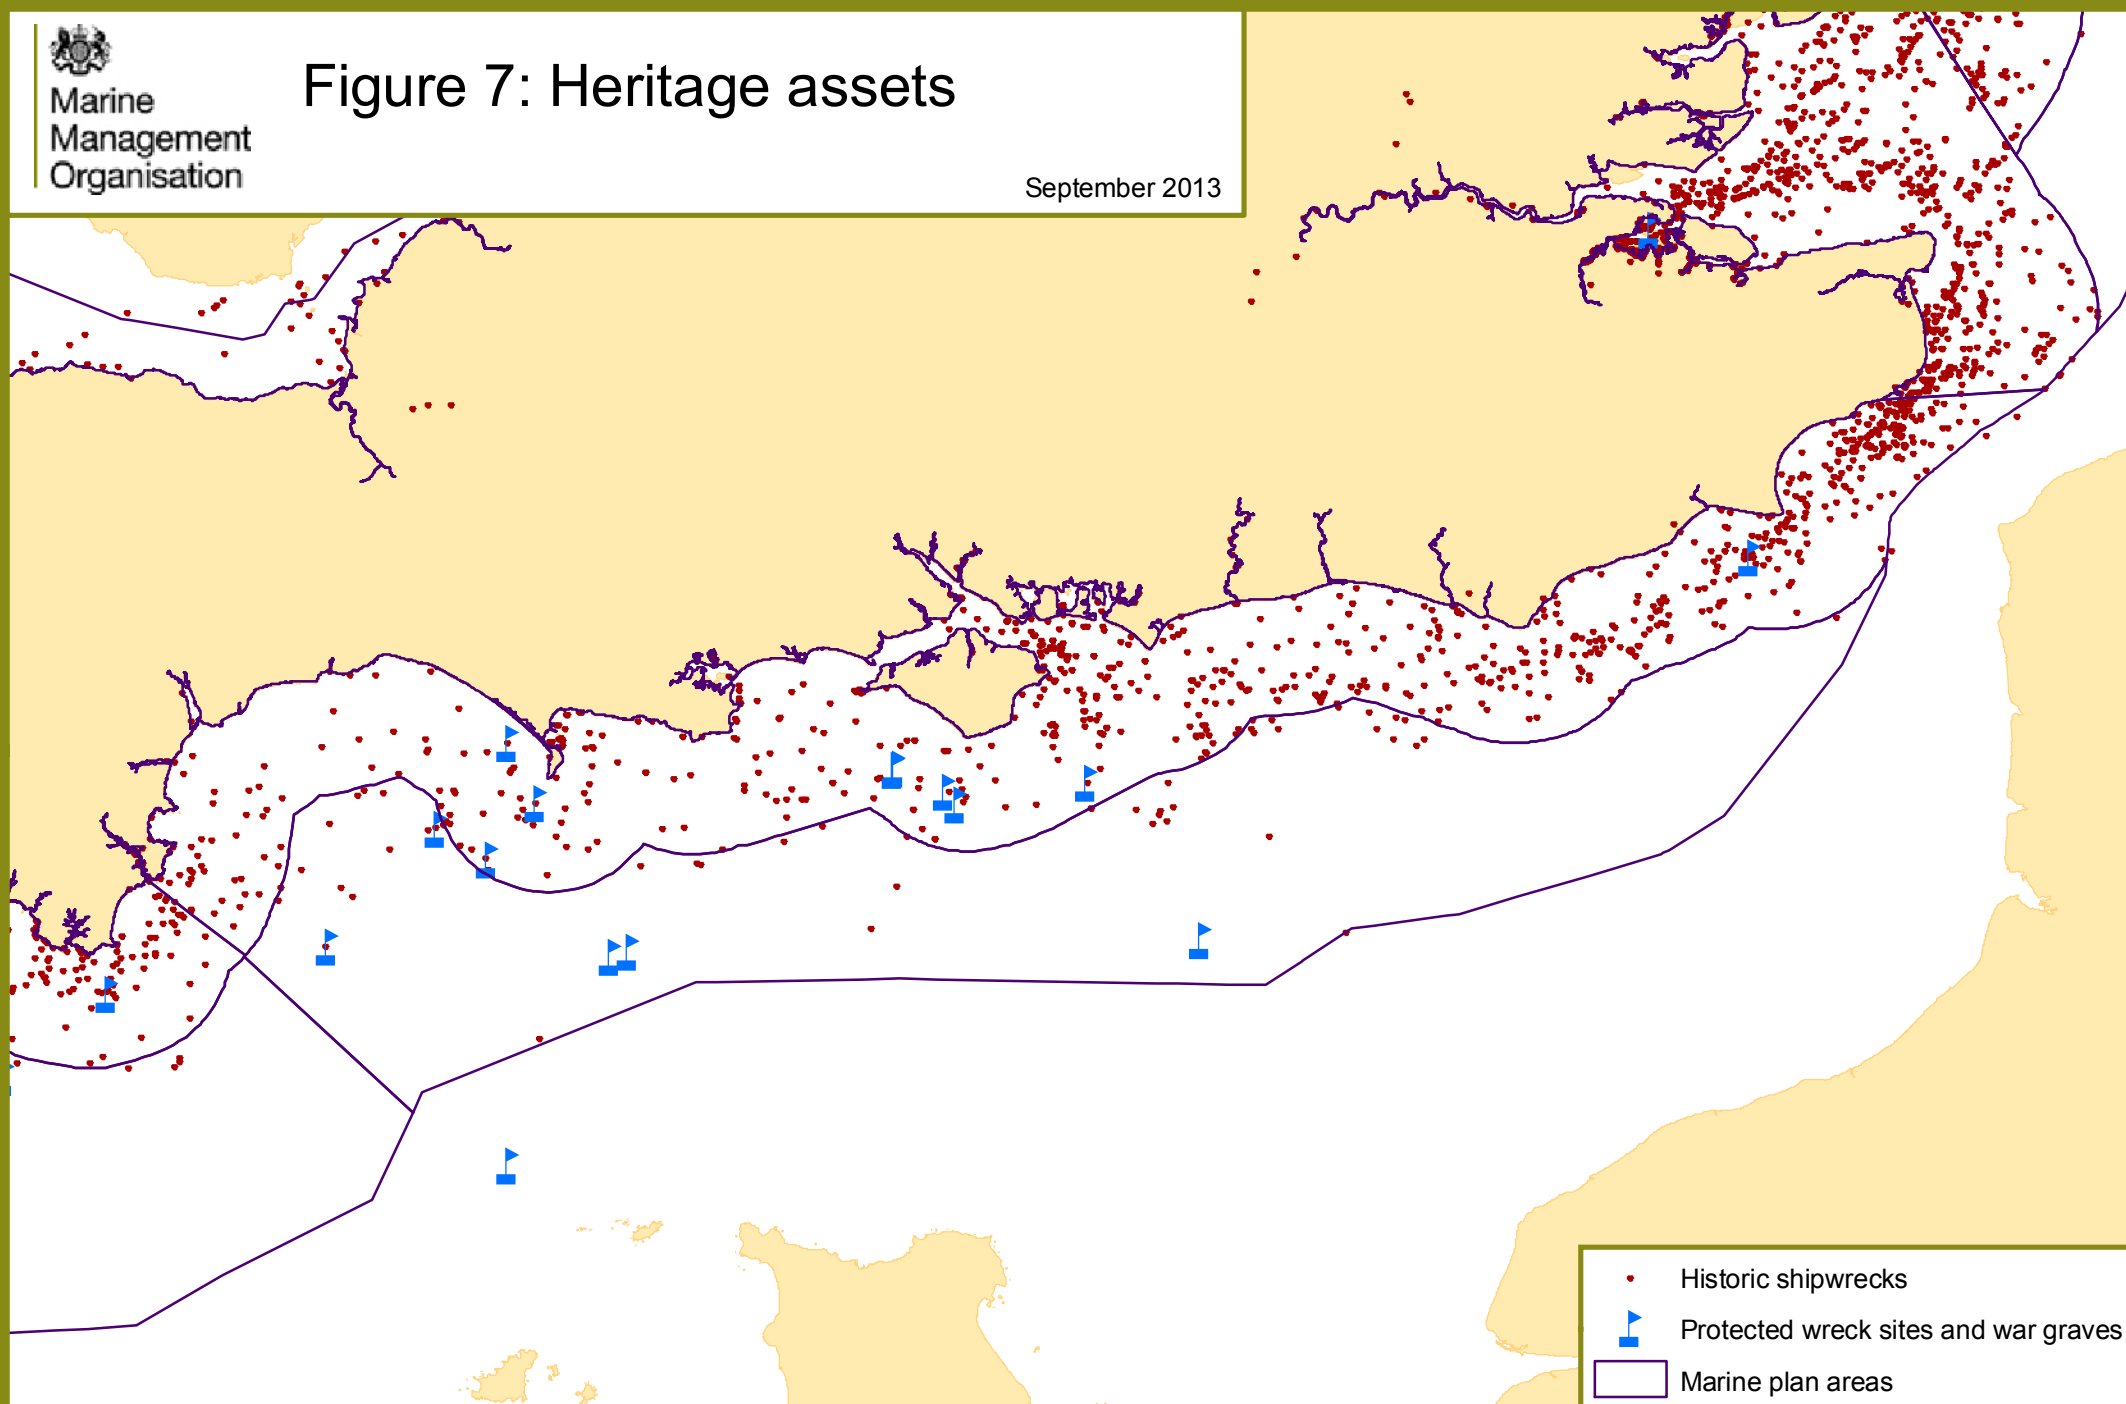 Marine
Management
Organisation
Figure 7: Heritage assets
September 2013
Historic shipwrecks
Protected wreck sites and war graves
Marine plan areas